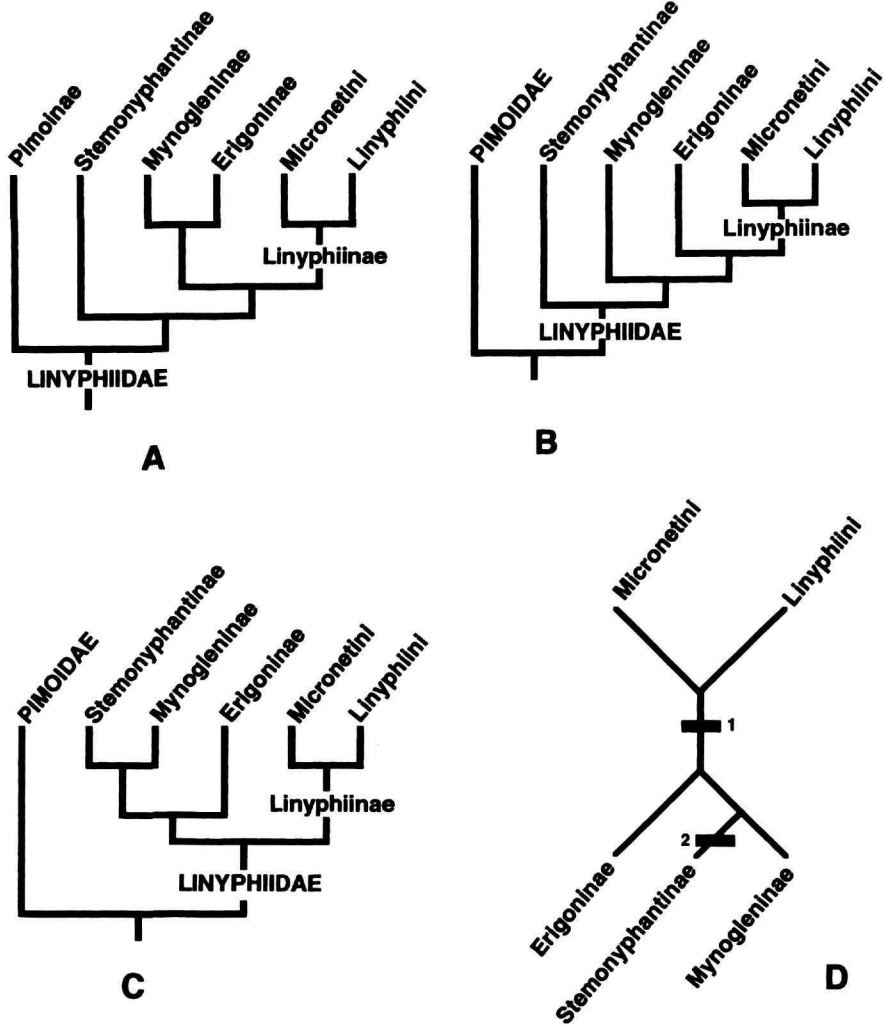 Pimoinae
Stemonyphantinae
Mynogleninae
Erigoninae
Micronetini
Linyphiini
Linyphiinae
LINYPHIIDAE
A
PIMOIDAE
Stemonyphantinae
Mynogleninae
Erigoninae
Micronetini
Linyphiini
Linyphiinae
LINYPHIIDAE
B
PIMOIDAE
Stemonyphantinae
Mynogleninae
Erigoninae
Micronetini
Linyphiini
Linyphiinae
LINYPHIIDAE
C
Micronetini
Linyphiini
1
2
Erigoninae
Stemonyphantinae
Mynogleninae
D